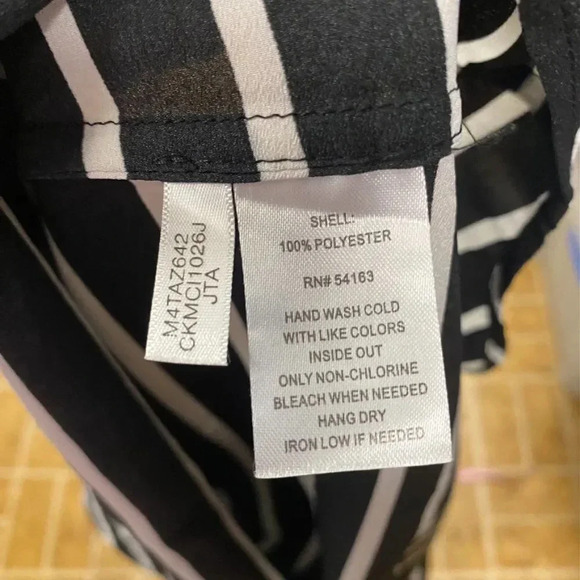 M4TAZ642
CKMCI1026J
JTA
SHELL:
100% POLYESTER
RN# 54163
HAND WASH COLD
WITH LIKE COLORS
INSIDE OUT
ONLY NON-CHLORINE
BLEACH WHEN NEEDED
HANG DRY
IRON LOW IF NEEDED